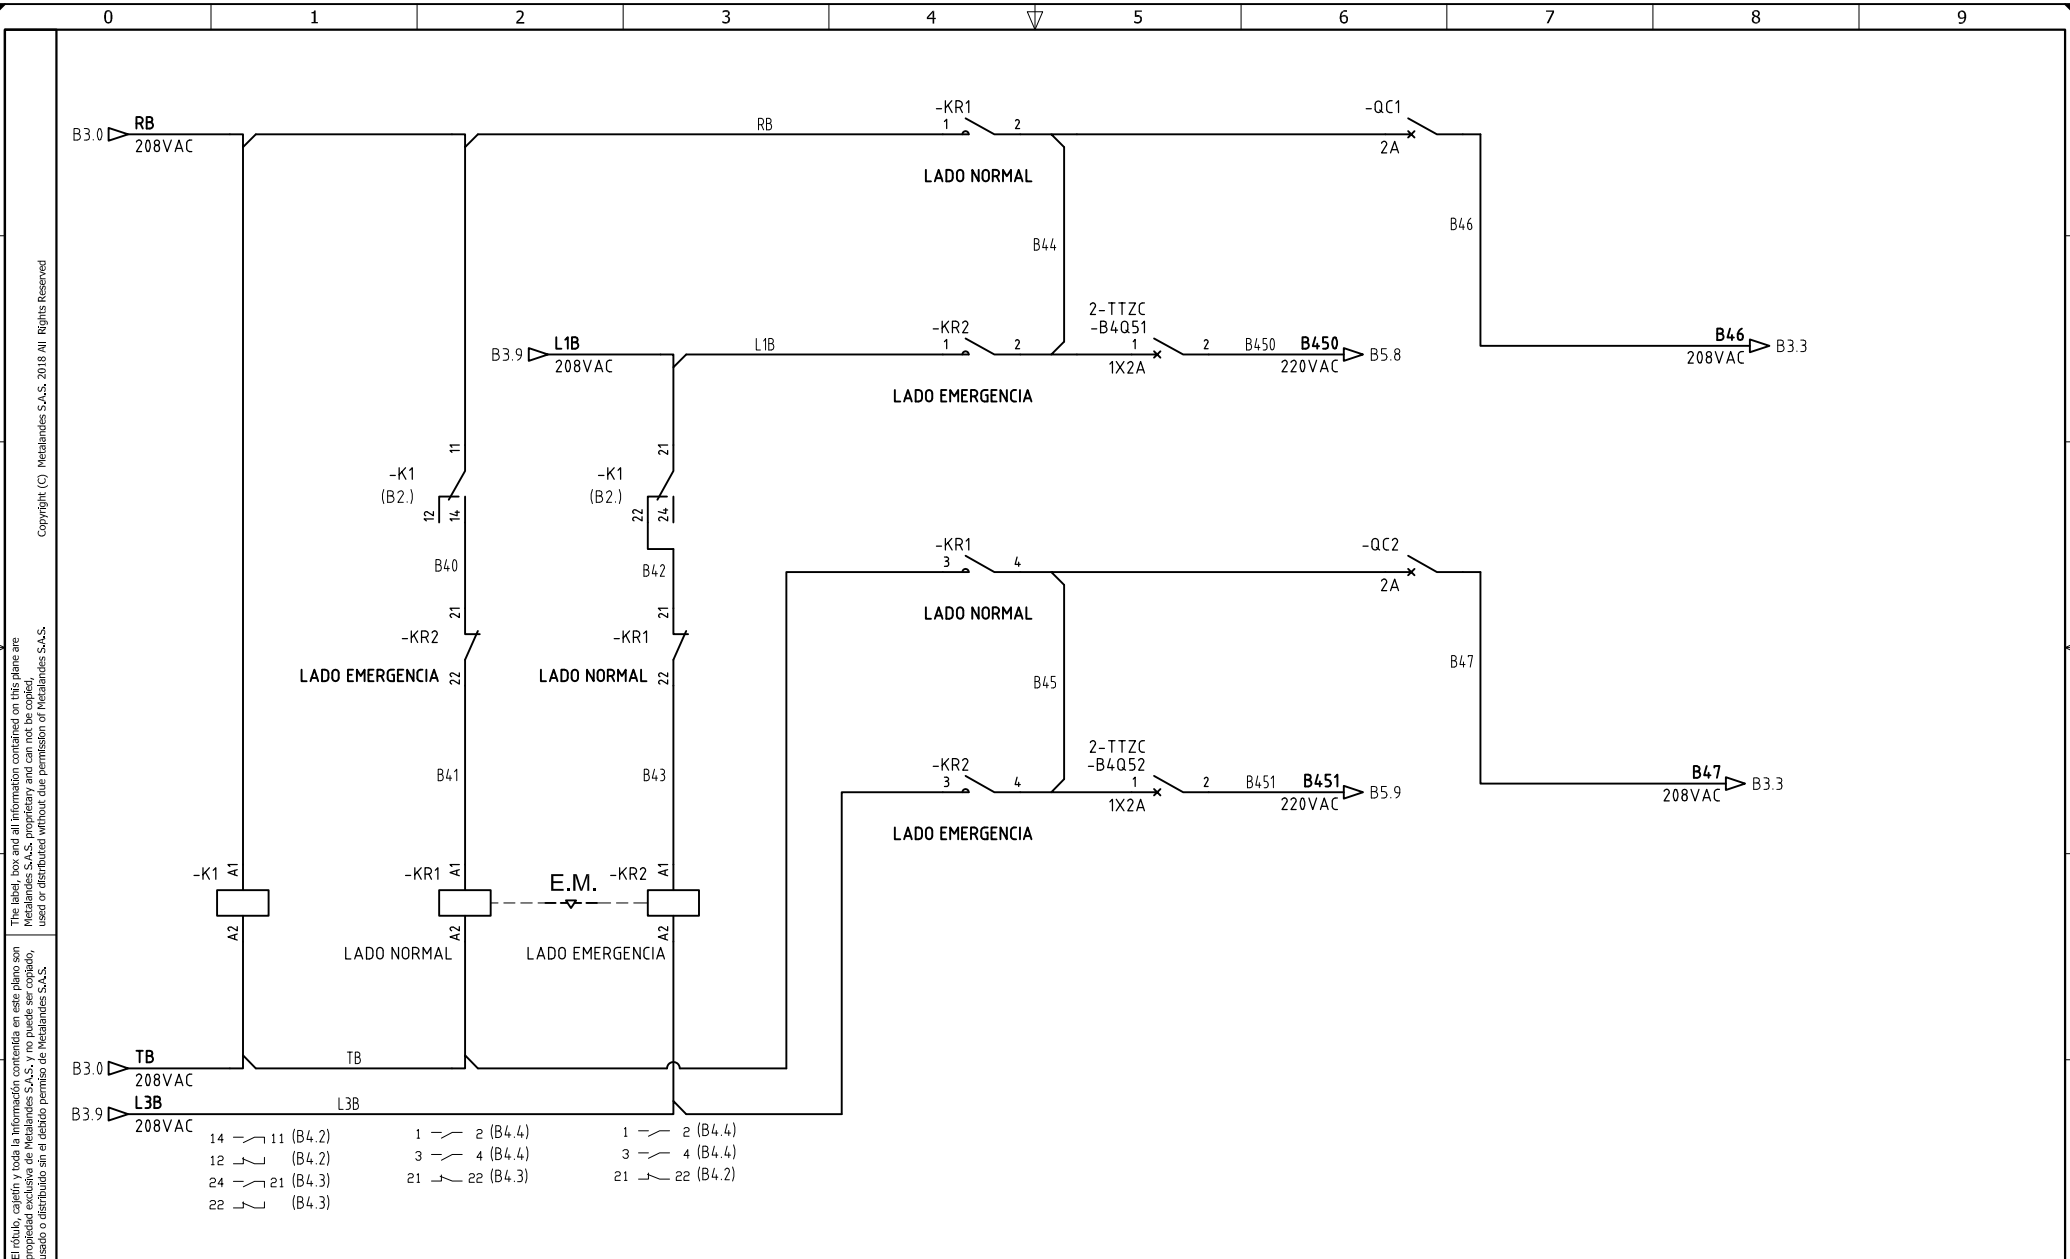 0 1 2 3 4 5 6 7 8 9
B3.0 RB
208VAC
RB
-KR1
1 2
LADO NORMAL
-QC1
2A
B44
B46
B3.9 L1B
208VAC
L1B
-KR2
1 2
LADO EMERGENCIA
2-TTZC
-B4Q51
1 2
1X2A
B450
B450
220VAC
B5.8
B46
208VAC
B3.3
11
-K1
(B2.)
12 14
B40
21
-KR2
LADO EMERGENCIA
22
B41
21
-K1
(B2.)
22 24
B42
21
-KR1
LADO NORMAL
22
B43
-KR1
3 4
LADO NORMAL
-QC2
2A
B45
B47
-KR2
3 4
LADO EMERGENCIA
2-TTZC
-B4Q52
1 2
1X2A
B451
B451
220VAC
B5.9
B47
208VAC
B3.3
-K1 A1
A2
-KR1 A1
A2
LADO NORMAL
E.M.
-KR2 A1
A2
LADO EMERGENCIA
B3.0 TB
208VAC
TB
B3.9 L3B
208VAC
L3B
14 11 (B4.2)
12 (B4.2)
24 21 (B4.3)
22 (B4.3)
1 2 (B4.4)
3 4 (B4.4)
21 22 (B4.3)
1 2 (B4.4)
3 4 (B4.4)
21 22 (B4.2)
The label, box and all information contained on this plane are
Metalandes S.A.S. proprietary and can not be copied,
used or distributed without due permission of Metalandes S.A.S.
Copyright (C) Metalandes S.A.S. 2018 All Rights Reserved
El rótulo, cajetín y toda la información contenida en este plano son
propiedad exclusiva de Metalandes S.A.S. y no puede ser copiado,
usado o distribuido sin el debido permiso de Metalandes S.A.S.